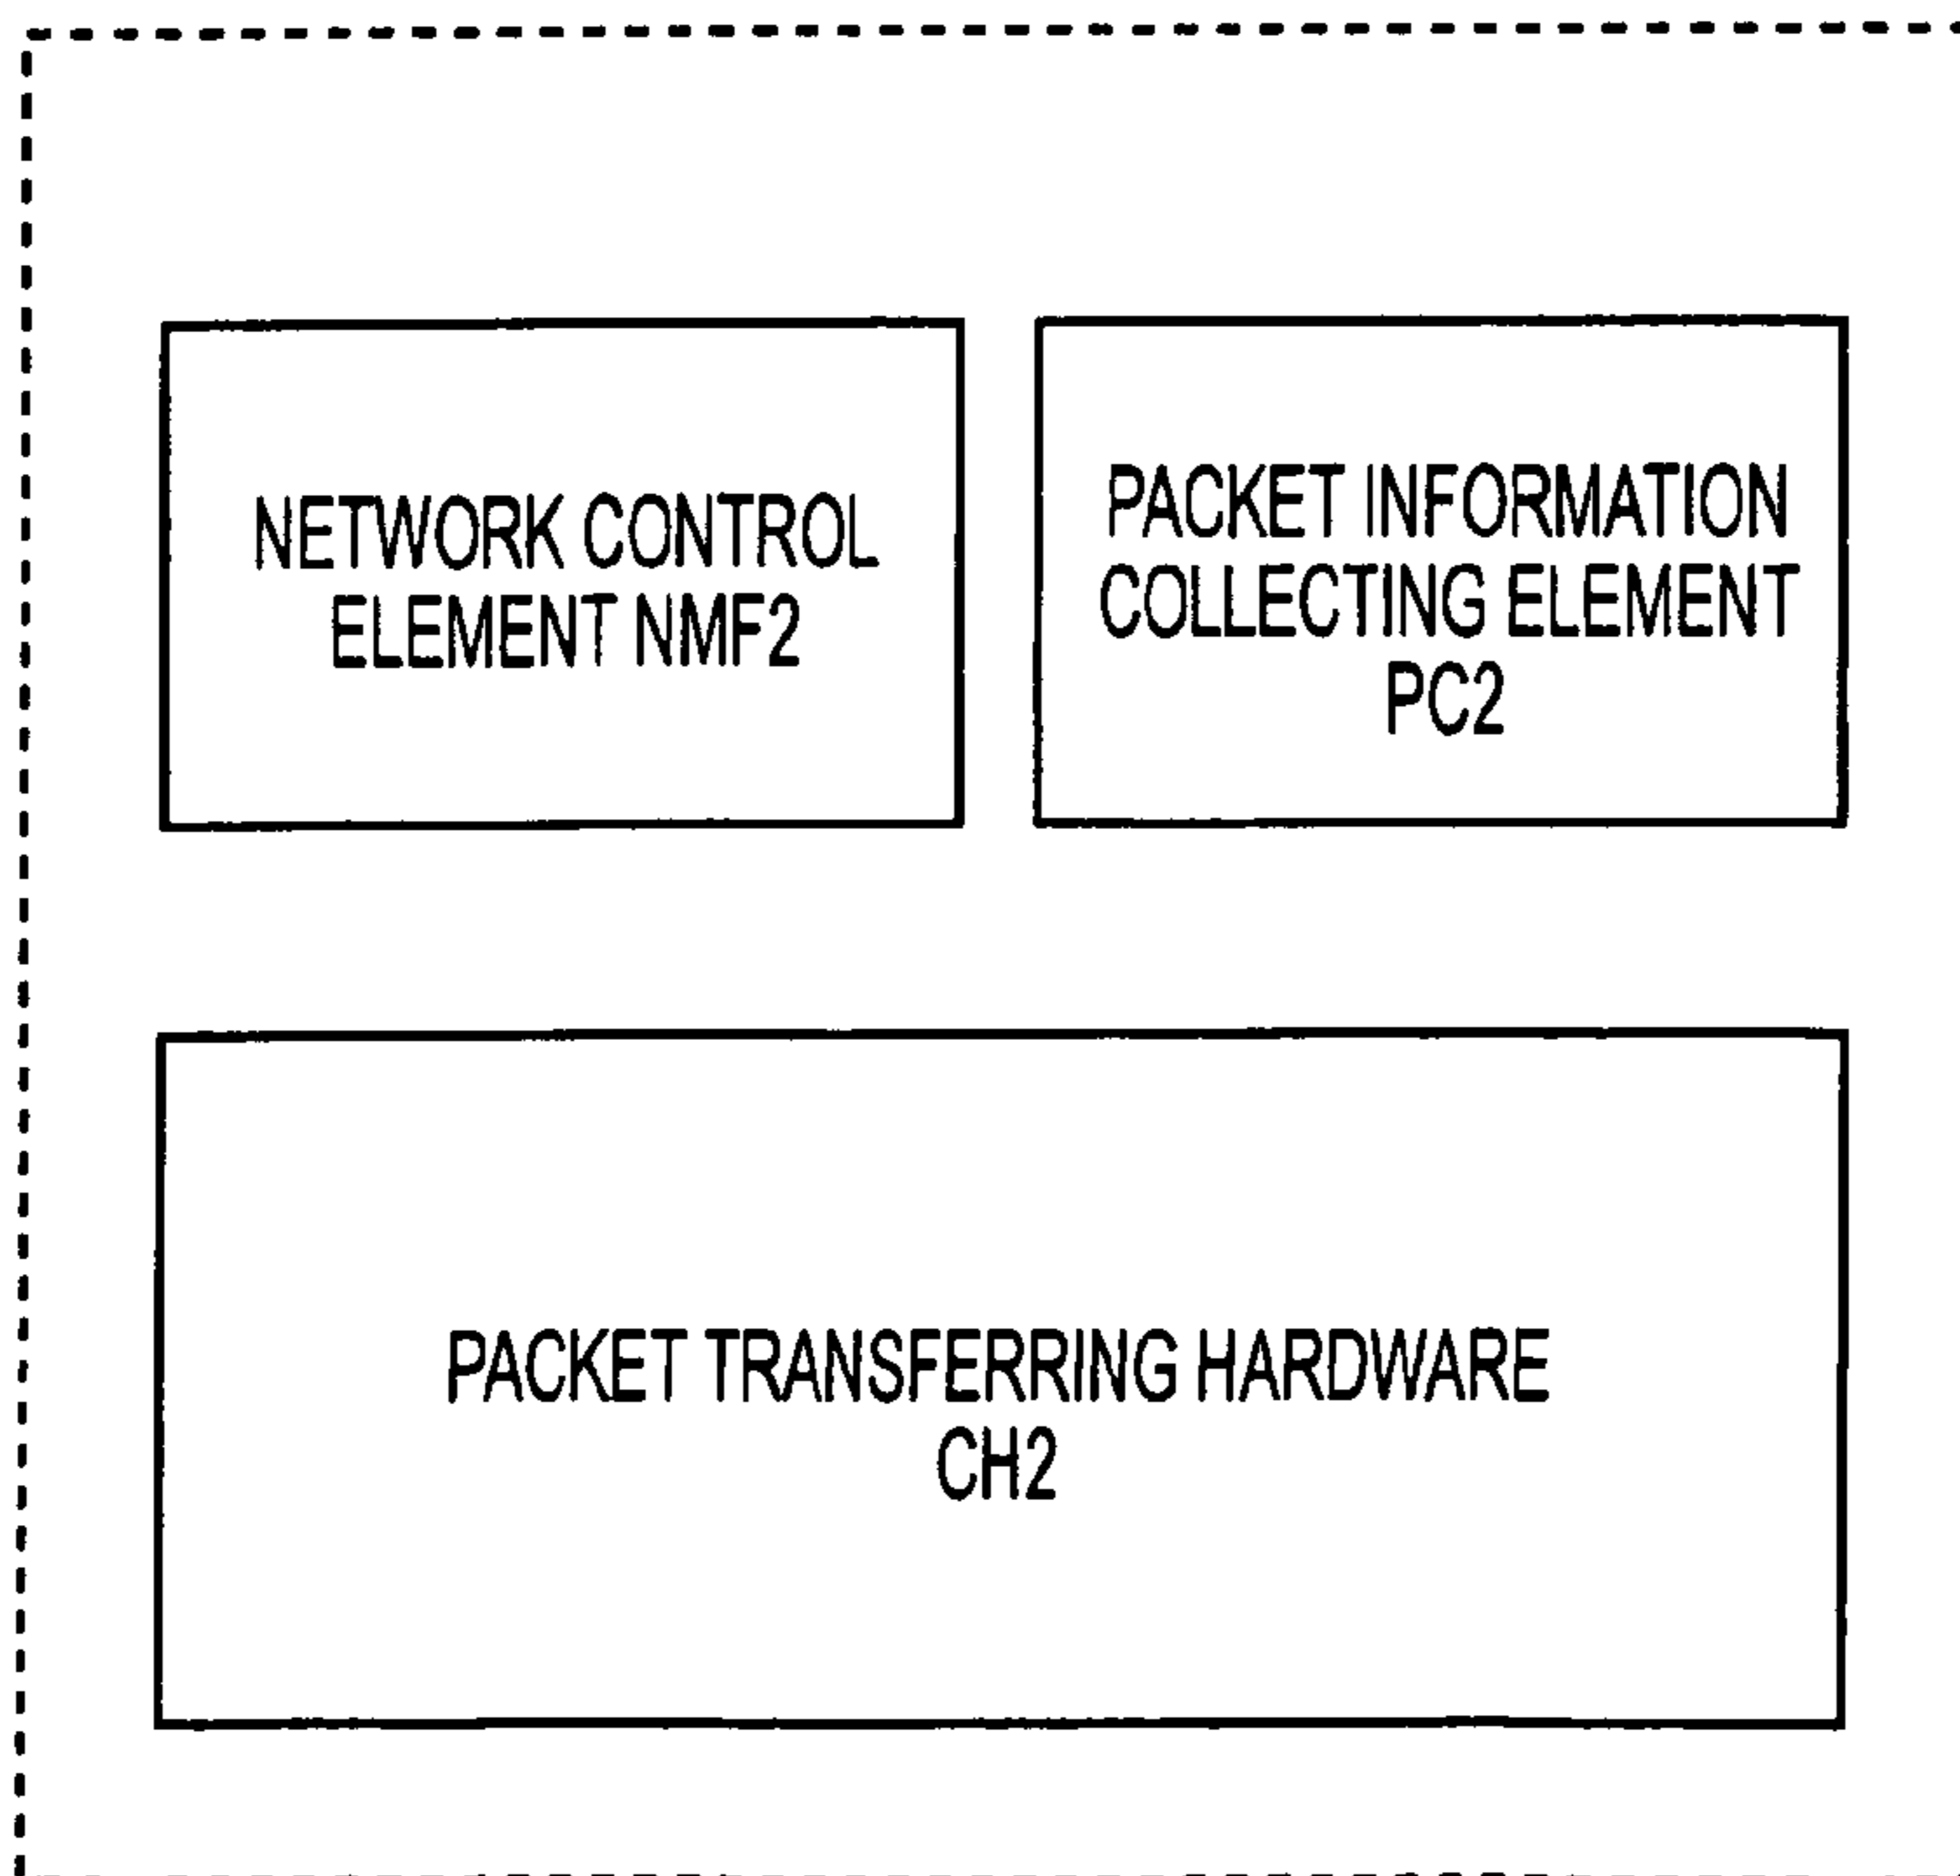 NETWORK CONTROL
ELEMENT NMF2
PACKET INFORMATION
COLLECTING ELEMENT
PC2
PACKET TRANSFERRING HARDWARE
CH2